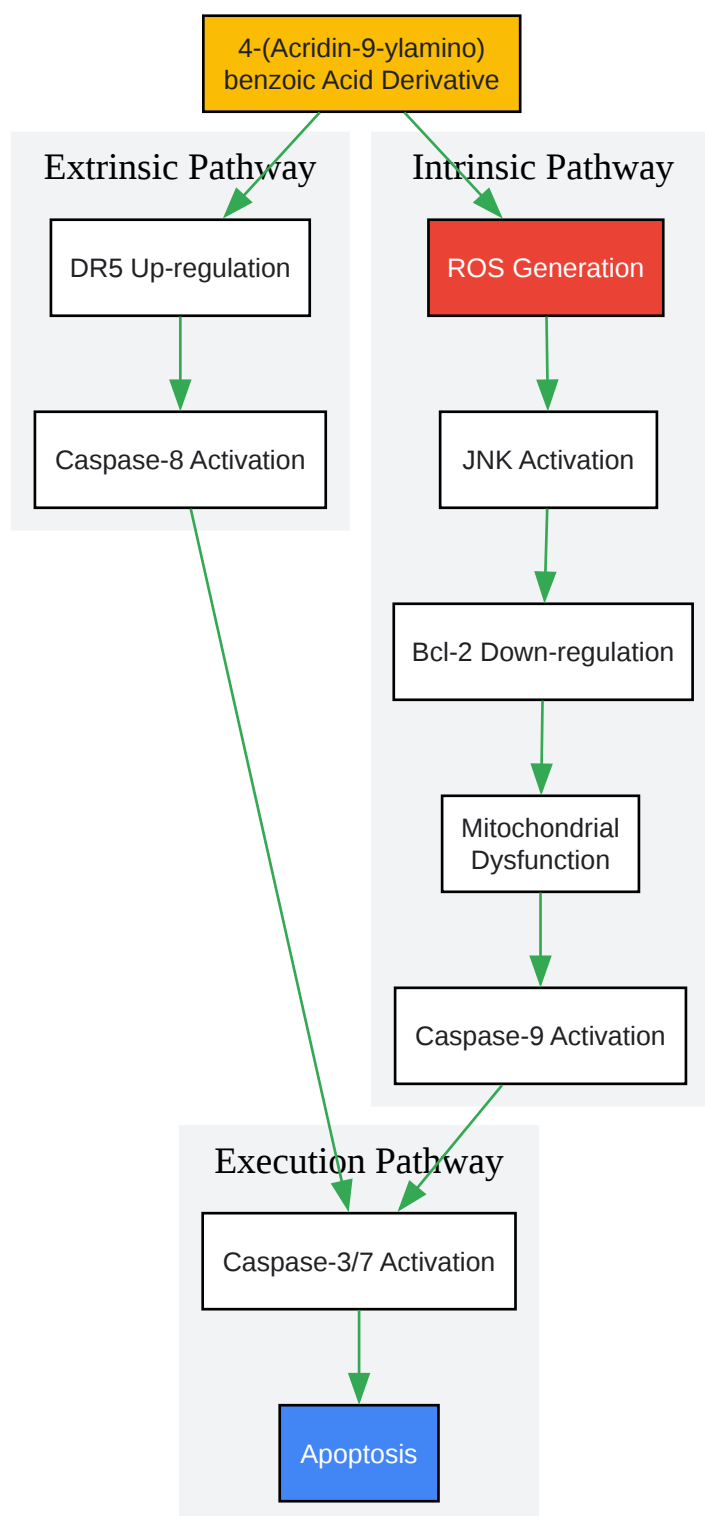 4-(Acridin-9-ylamino)
benzoic Acid Derivative
Extrinsic Pathway
DR5 Up-regulation
Caspase-8 Activation
Intrinsic Pathway
ROS Generation
JNK Activation
Bcl-2 Down-regulation
Mitochondrial
Dysfunction
Caspase-9 Activation
Execution Pathway
Caspase-3/7 Activation
Apoptosis